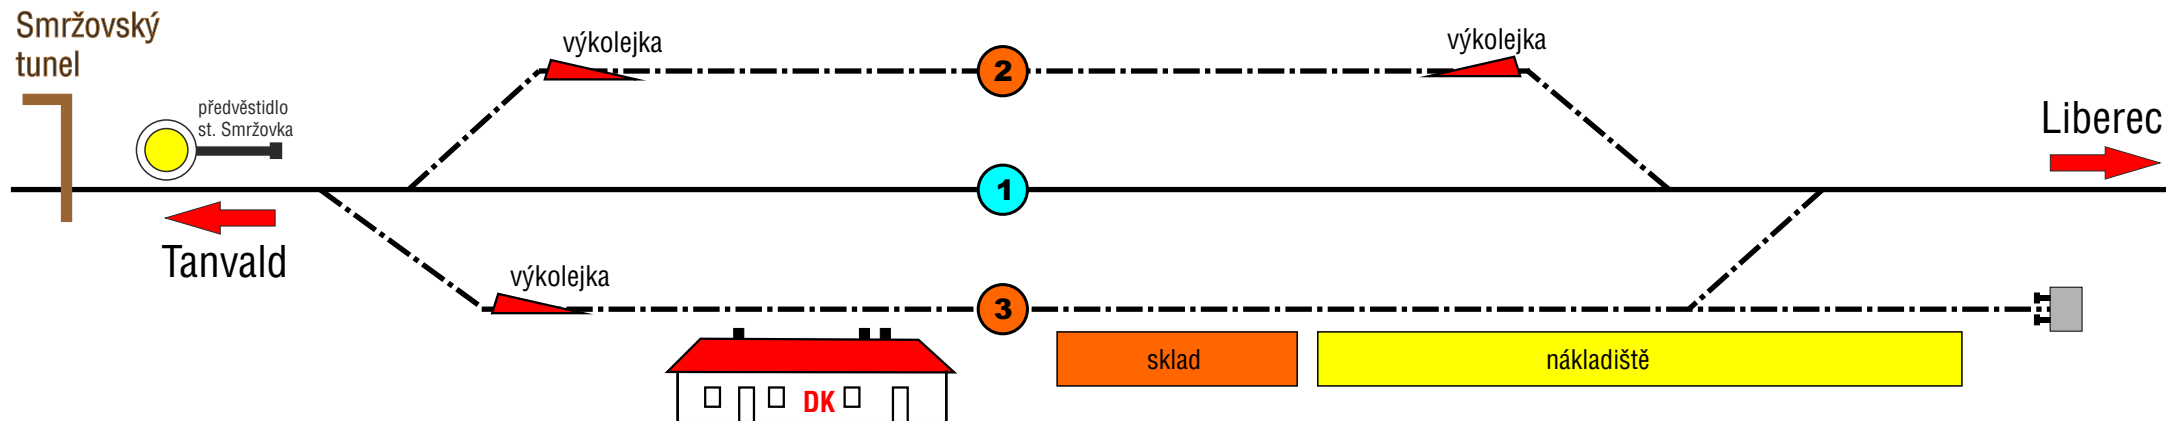 Smržovský
tunel
předvěstidlo
st. Smržovka
Tanvald
výkolejka
2
výkolejka
1
Liberec
výkolejka
3
DK
sklad
nákladiště